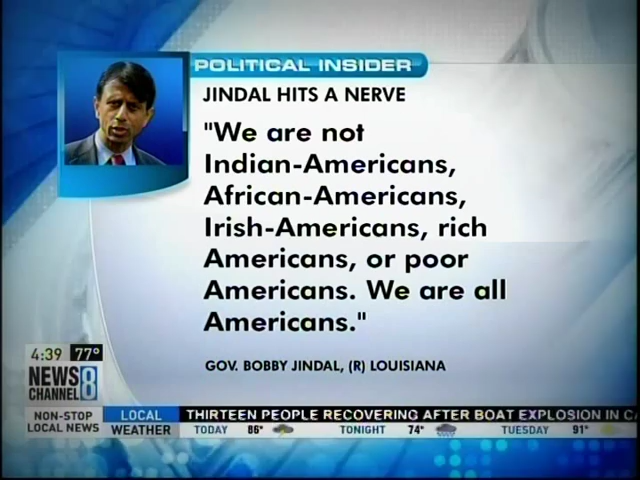 POLITICAL INSIDER
JINDAL HITS A NERVE
"We are not
Indian-Americans,
African-Americans,
Irish-Americans, rich
Americans, or poor
Americans. We are all
Americans."
GOV. BOBBY JINDAL, (R) LOUISIANA
4:39 77°
NEWS
CHANNEL 8
NON-STOP
LOCAL NEWS
LOCAL
WEATHER
THIRTEEN PEOPLE RECOVERING AFTER BOAT EXPLOSION IN
TODAY 86° TONIGHT 74° TUESDAY 91°